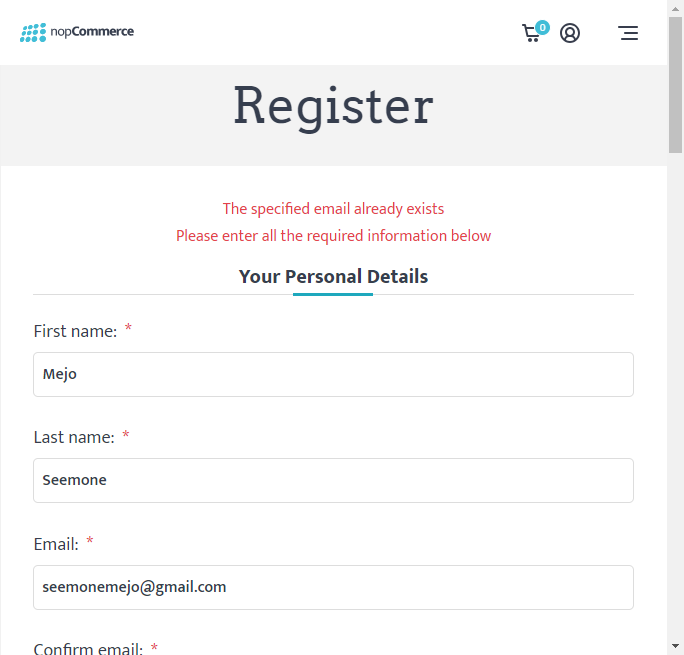 nopCommerce
0
Register
The specified email already exists
Please enter all the required information below
Your Personal Details
First name: *
Mejo
Last name: *
Seemone
Email: *
seemonemejo@gmail.com
Confirm email: *